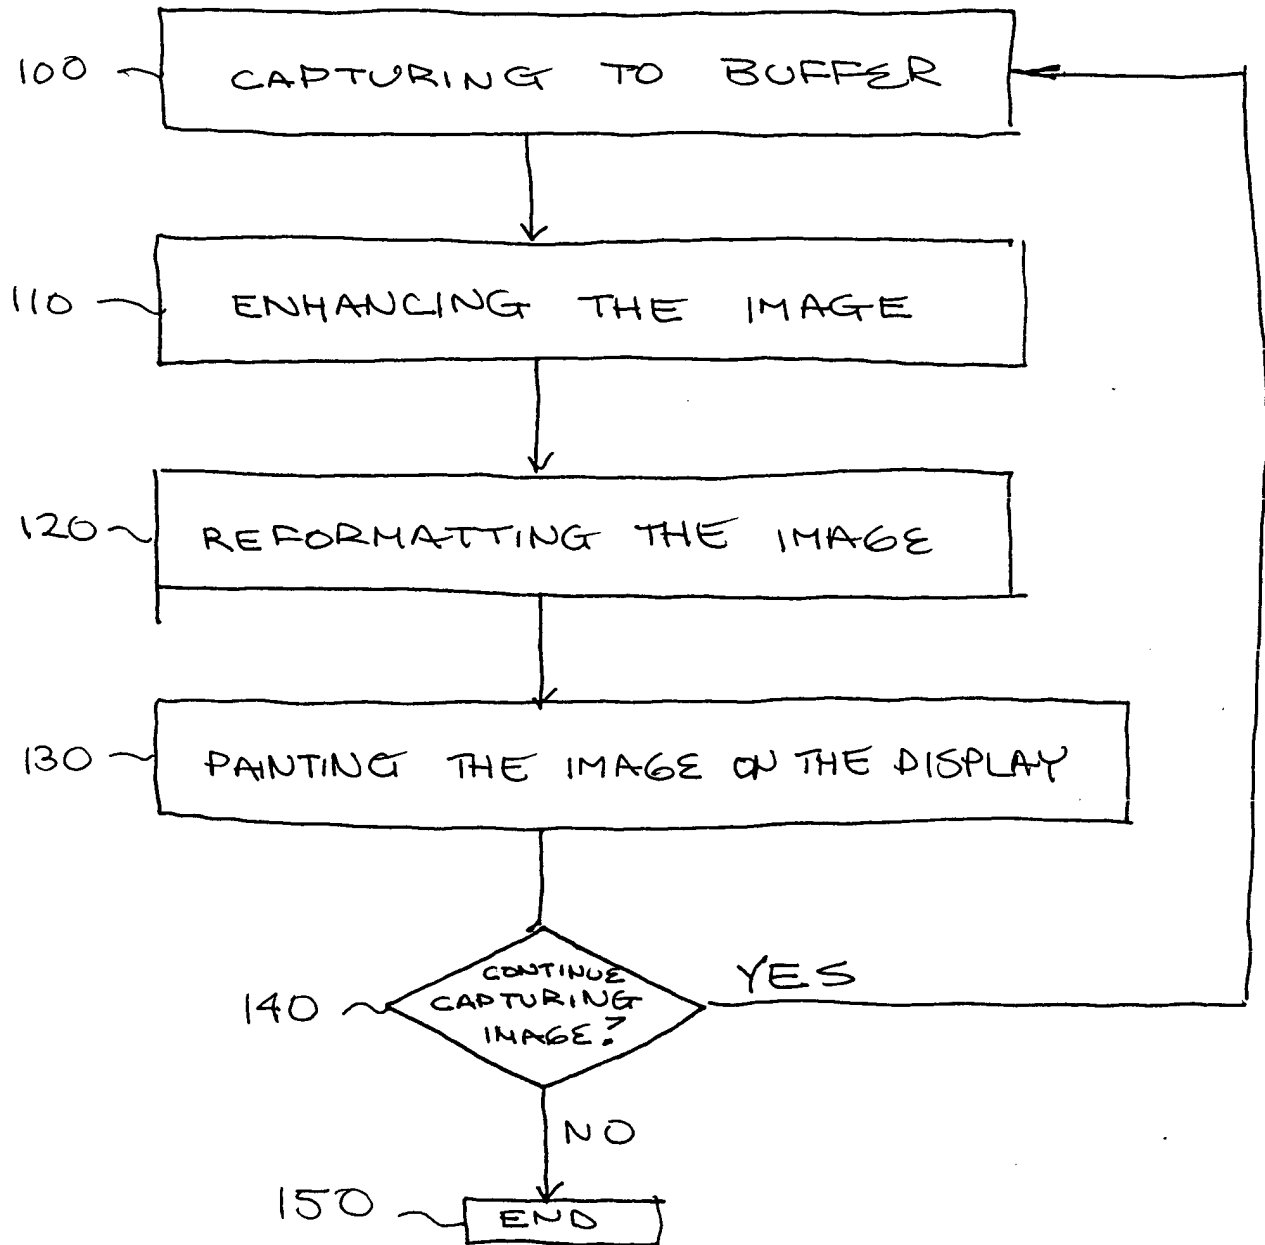 100 CAPTURING TO BUFFER
110 ENHANCING THE IMAGE
120 REFORMATTING THE IMAGE
130 PAINTING THE IMAGE ON THE DISPLAY
CONTINUE
140 CAPTURING
IMAGE?
YES
NO
150 END